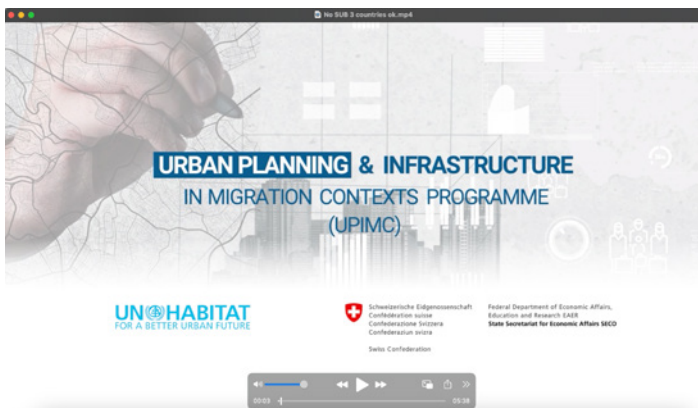 No SUB 3 countries ok.mp4
URBAN PLANNING & INFRASTRUCTURE
IN MIGRATION CONTEXTS PROGRAMME
(UPIMC)
UN HABITAT
FOR A BETTER URBAN FUTURE
Schweizerische Eidgenossenschaft
Confédération suisse
Confederazione Svizzera
Confederaziun svizra
Swiss Confederation
Federal Department of Economic Affairs,
Education and Research EAER
State Secretariat for Economic Affairs SECO
00:03
09:38